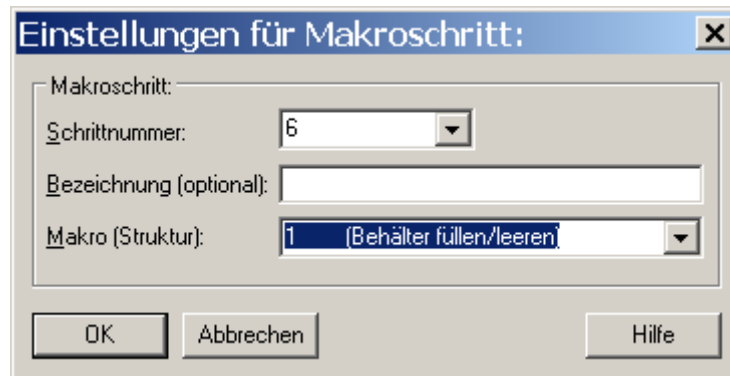 Einstellungen für Makroschritt:
Makroschritt:
Schrittnummer: 6
Bezeichnung (optional):
Makro (Struktur): 1 (Behälter füllen/leeren)
OK Abbrechen Hilfe